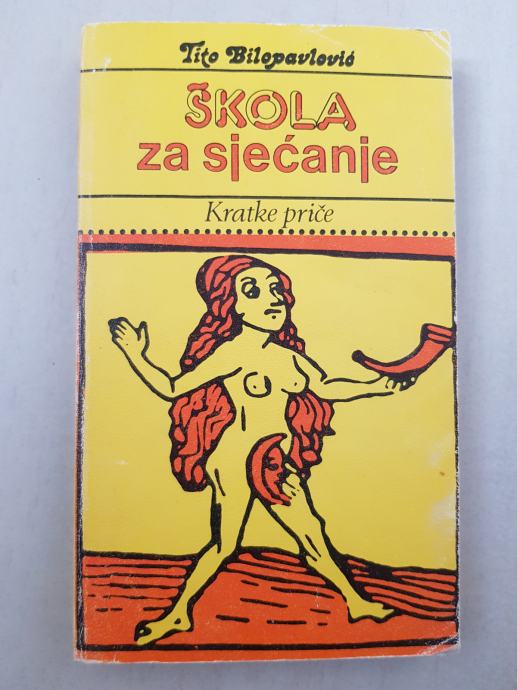 Tito Bilopavlović
ŠKOLA
za sjećanje
Kratke priče